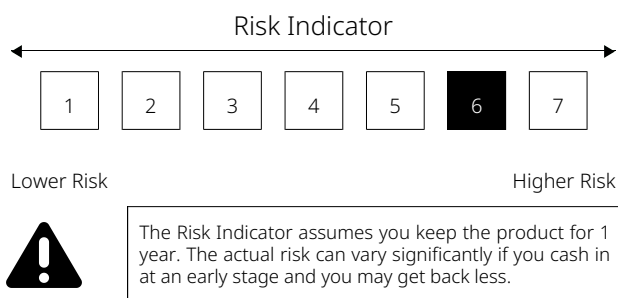 Risk Indicator
1 2 3 4 5 6 7
Lower Risk Higher Risk
The Risk Indicator assumes you keep the product for 1
year. The actual risk can vary significantly if you cash in
at an early stage and you may get back less.